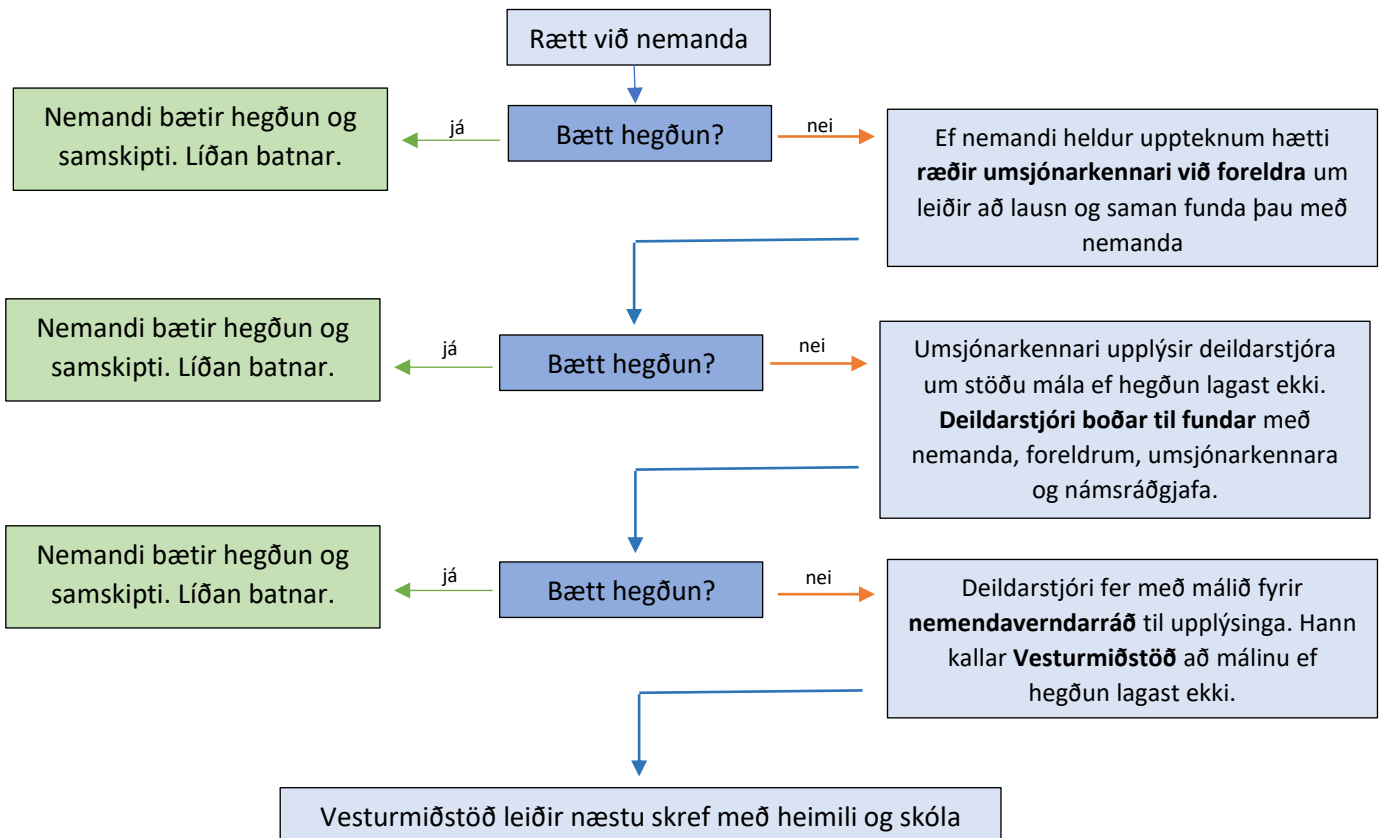 Rætt við nemanda
Nemandi bætir hegðun og
samskipti. Líðan batnar.
já
Bætt hegðun?
nei
Ef nemandi heldur uppteknum hætti
ræðir umsjónarkennari við foreldra um
leiðir að lausn og saman funda þau með
nemanda
Nemandi bætir hegðun og
samskipti. Líðan batnar.
já
Bætt hegðun?
nei
Umsjónarkennari upplýsir deildarstjóra
um stöðu mála ef hegðun lagast ekki.
Deildarstjóri boðar til fundar með
nemanda, foreldrum, umsjónarkennara
og námsráðgjafa.
Nemandi bætir hegðun og
samskipti. Líðan batnar.
já
Bætt hegðun?
nei
Deildarstjóri fer með málið fyrir
nemendaverndarráð til upplýsinga. Hann
kallar Vesturmiðstöð að málinu ef
hegðun lagast ekki.
Vesturmiðstöð leiðir næstu skref með heimili og skóla